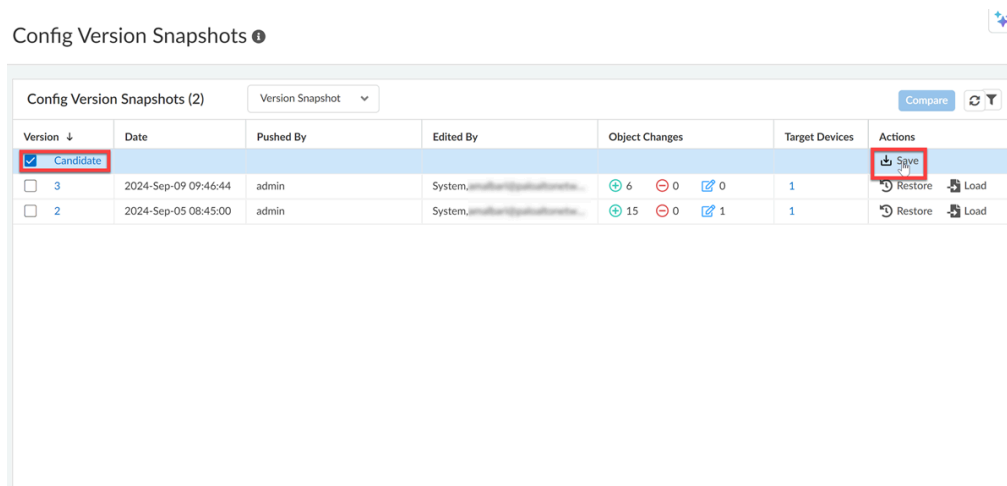 Config Version Snapshots
Config Version Snapshots (2) Version Snapshot Compare
Version Date Pushed By Edited By Object Changes Target Devices Actions
Candidate Save
3 2024-Sep-09 09:46:44 admin System, 6 0 0 1 Restore Load
2 2024-Sep-05 08:45:00 admin System, 15 0 1 1 Restore Load